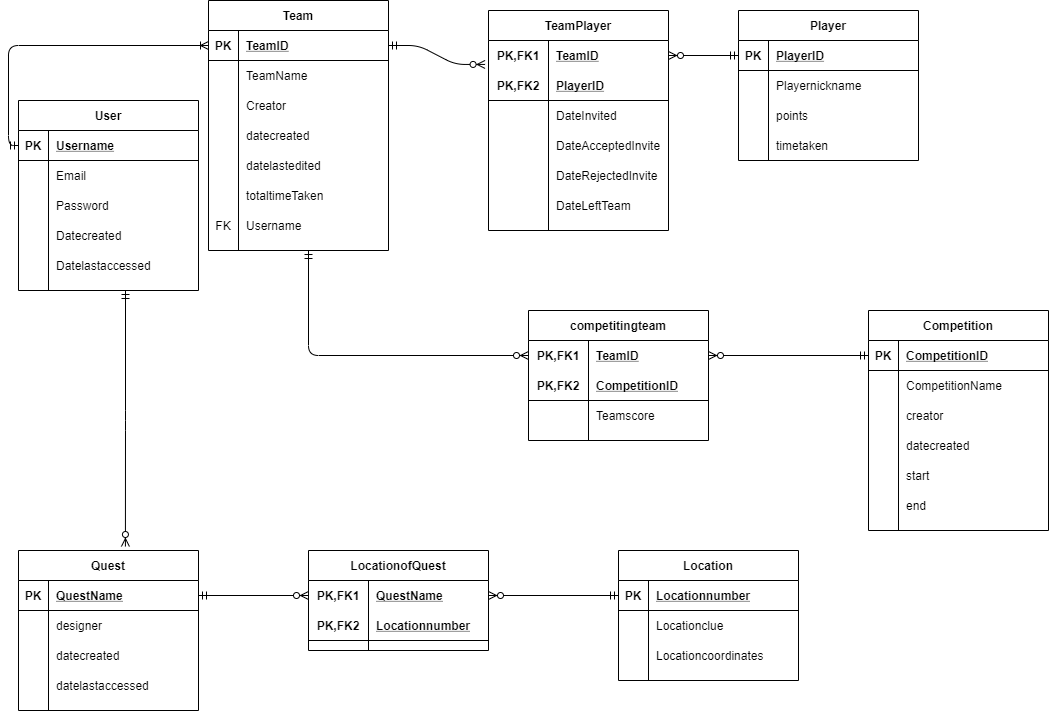 Team
PK TeamID
TeamName
Creator
datecreated
datelastedited
totaltimeTaken
FK Username
TeamPlayer
PK,FK1 TeamID
PK,FK2 PlayerID
DateInvited
DateAcceptedInvite
DateRejectedInvite
DateLeftTeam
Player
PK PlayerID
Playernickname
points
timetaken
User
PK Username
Email
Password
Datecreated
Datelastaccessed
competitingteam
PK,FK1 TeamID
PK,FK2 CompetitionID
Teamscore
Competition
PK CompetitionID
CompetitionName
creator
datecreated
start
end
Quest
PK QuestName
designer
datecreated
datelastaccessed
LocationofQuest
PK,FK1 QuestName
PK,FK2 Locationnumber
Location
PK Locationnumber
Locationclue
Locationcoordinates